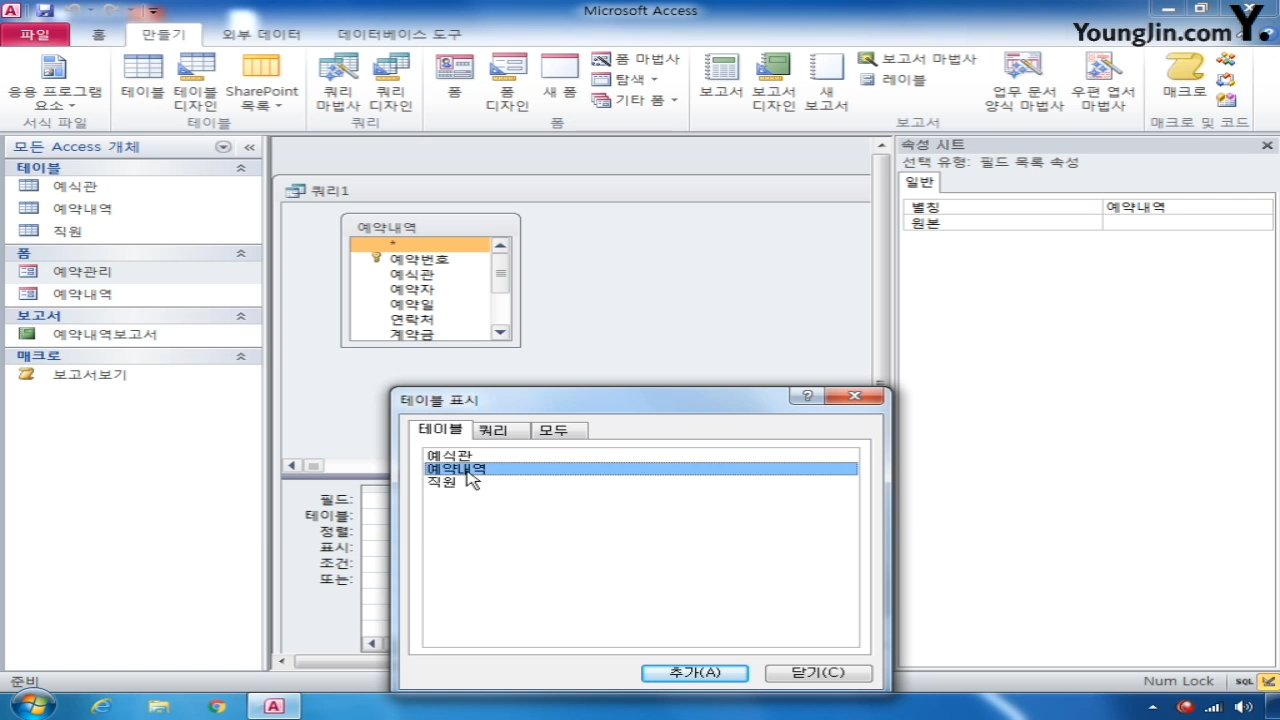 Microsoft Access
YoungJin.com
Y.
파일 홈 만들기 외부 데이터 데이터베이스 도구
응용 프로그램 요소
테이블
테이블 디자인
SharePoint 목록
쿼리 마법사
쿼리 디자인
폼
폼 디자인
새 폼
폼 마법사
탐색
기타 폼
보고서
보고서 디자인
새 보고서
보고서 마법사
레이블
업무 문서 양식 마법사
우편 엽서 마법사
매크로
서식 파일 테이블 쿼리 폼 보고서 매크로 및 코드
모든 Access 개체
테이블
예식관
예약내역
직원
폼
예약관리
예약내역
보고서
예약내역보고서
매크로
보고서보기
쿼리1
예약내역
*
예약번호
예식관
예약자
예약일
연락처
계약금
필드:
테이블:
정렬:
표시:
조건:
또는:
테이블 표시
테이블 쿼리 모두
예식관
예약내역
직원
추가(A) 닫기(C)
속성 시트
선택 유형: 필드 목록 속성
일반
별칭 예약내역
원본
준비
Num Lock
SQL